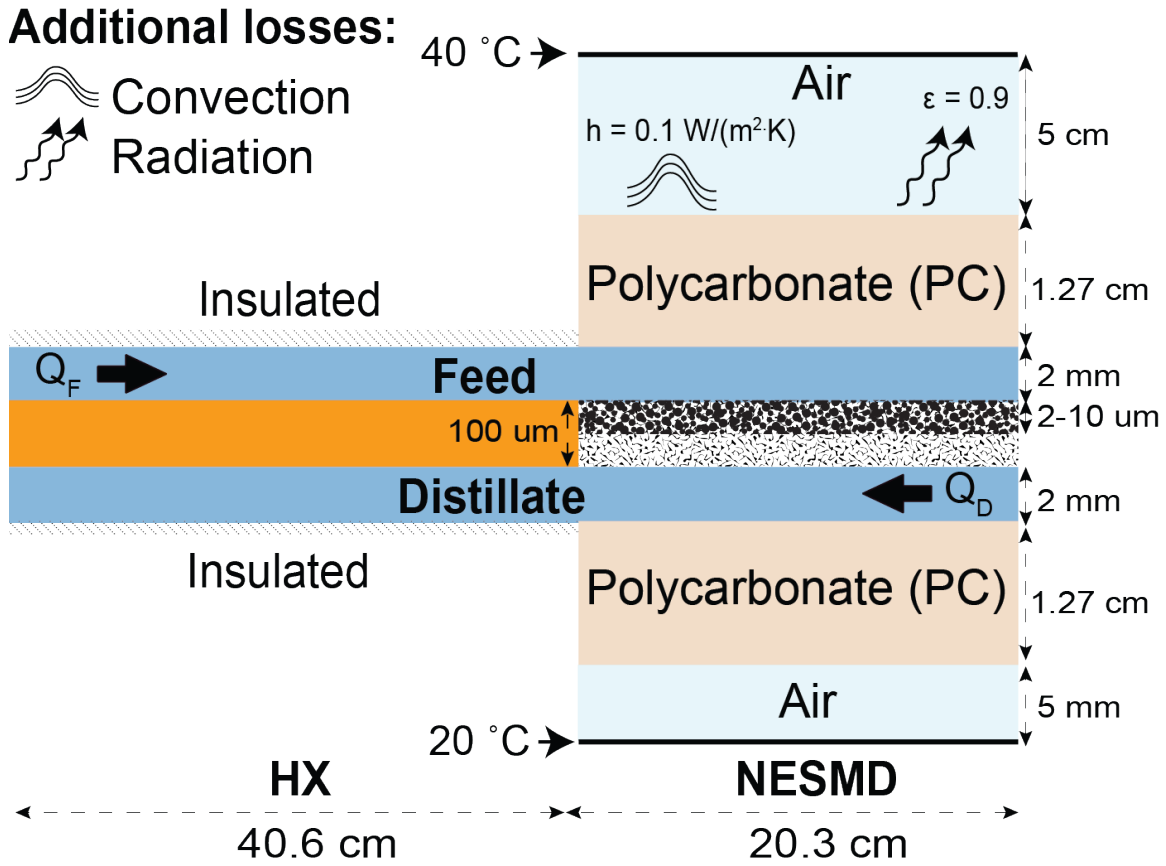 Additional losses:
Convection
Radiation
40 °C
Air
ε = 0.9
h = 0.1 W/(m²·K)
5 cm
Polycarbonate (PC)
1.27 cm
Insulated
Q_F
Feed
2 mm
100 um
2-10 um
Distillate
Q_D
2 mm
Insulated
Polycarbonate (PC)
1.27 cm
Air
5 mm
20 °C
HX
NESMD
40.6 cm
20.3 cm